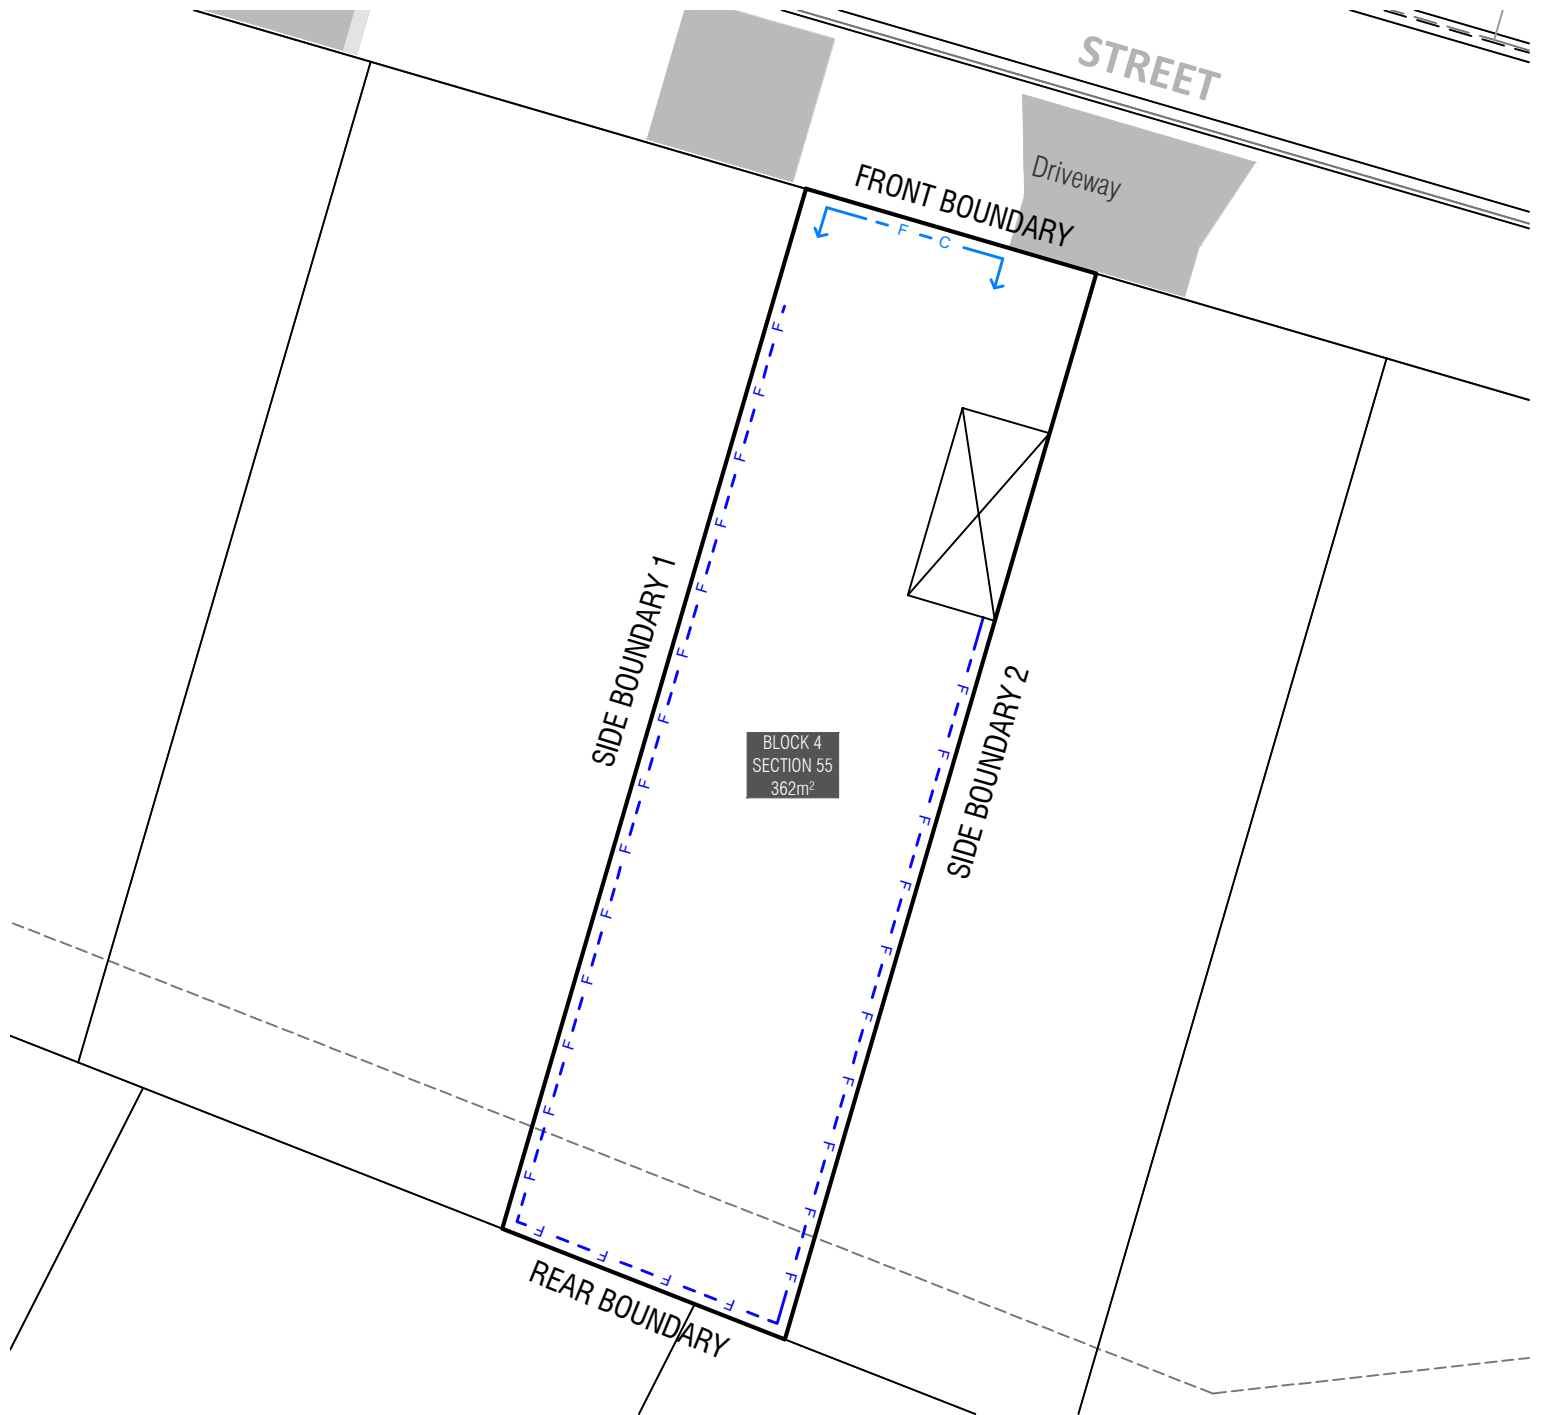 STREET
Driveway
FRONT BOUNDARY
F C
SIDE BOUNDARY 1
F F F F F F F F F F F F F F
BLOCK 4
SECTION 55
362m²
SIDE BOUNDARY 2
F F F F F F F F F F
F F F F
REAR BOUNDARY